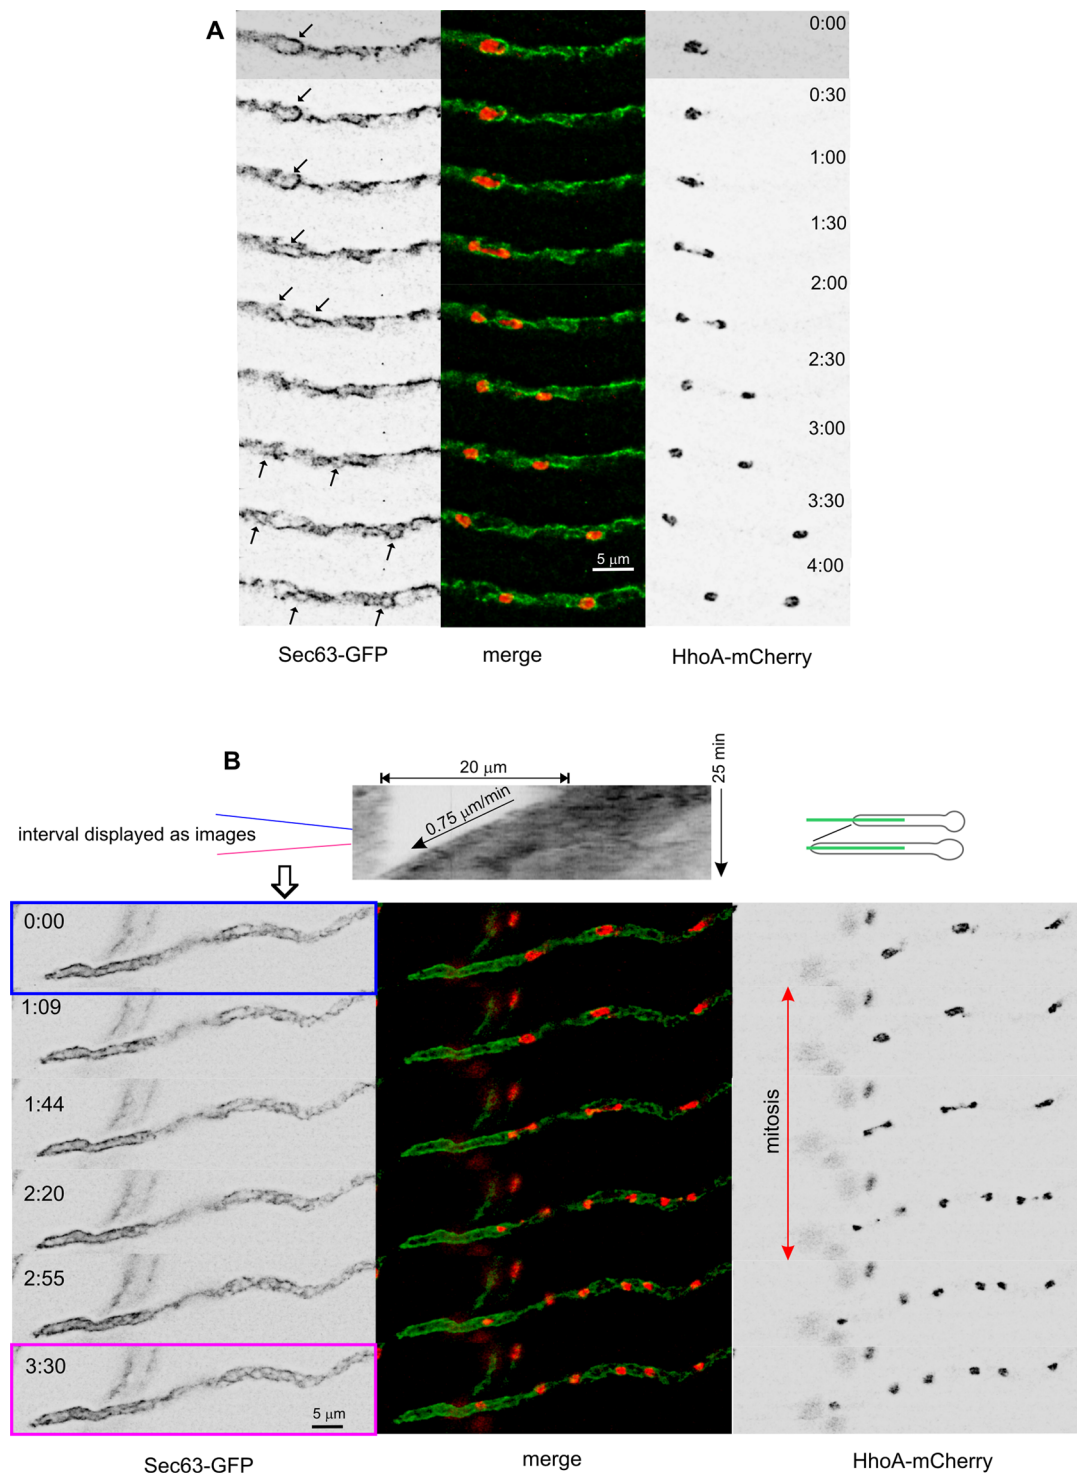 A
0:00
0:30
1:00
1:30
2:00
2:30
3:00
3:30
4:00
5 μm
Sec63-GFP merge HhoA-mCherry
B
20 μm
25 min
0.75 μm/min
interval displayed as images
0:00
1:09
1:44
2:20
2:55
3:30
mitosis
5 μm
Sec63-GFP merge HhoA-mCherry